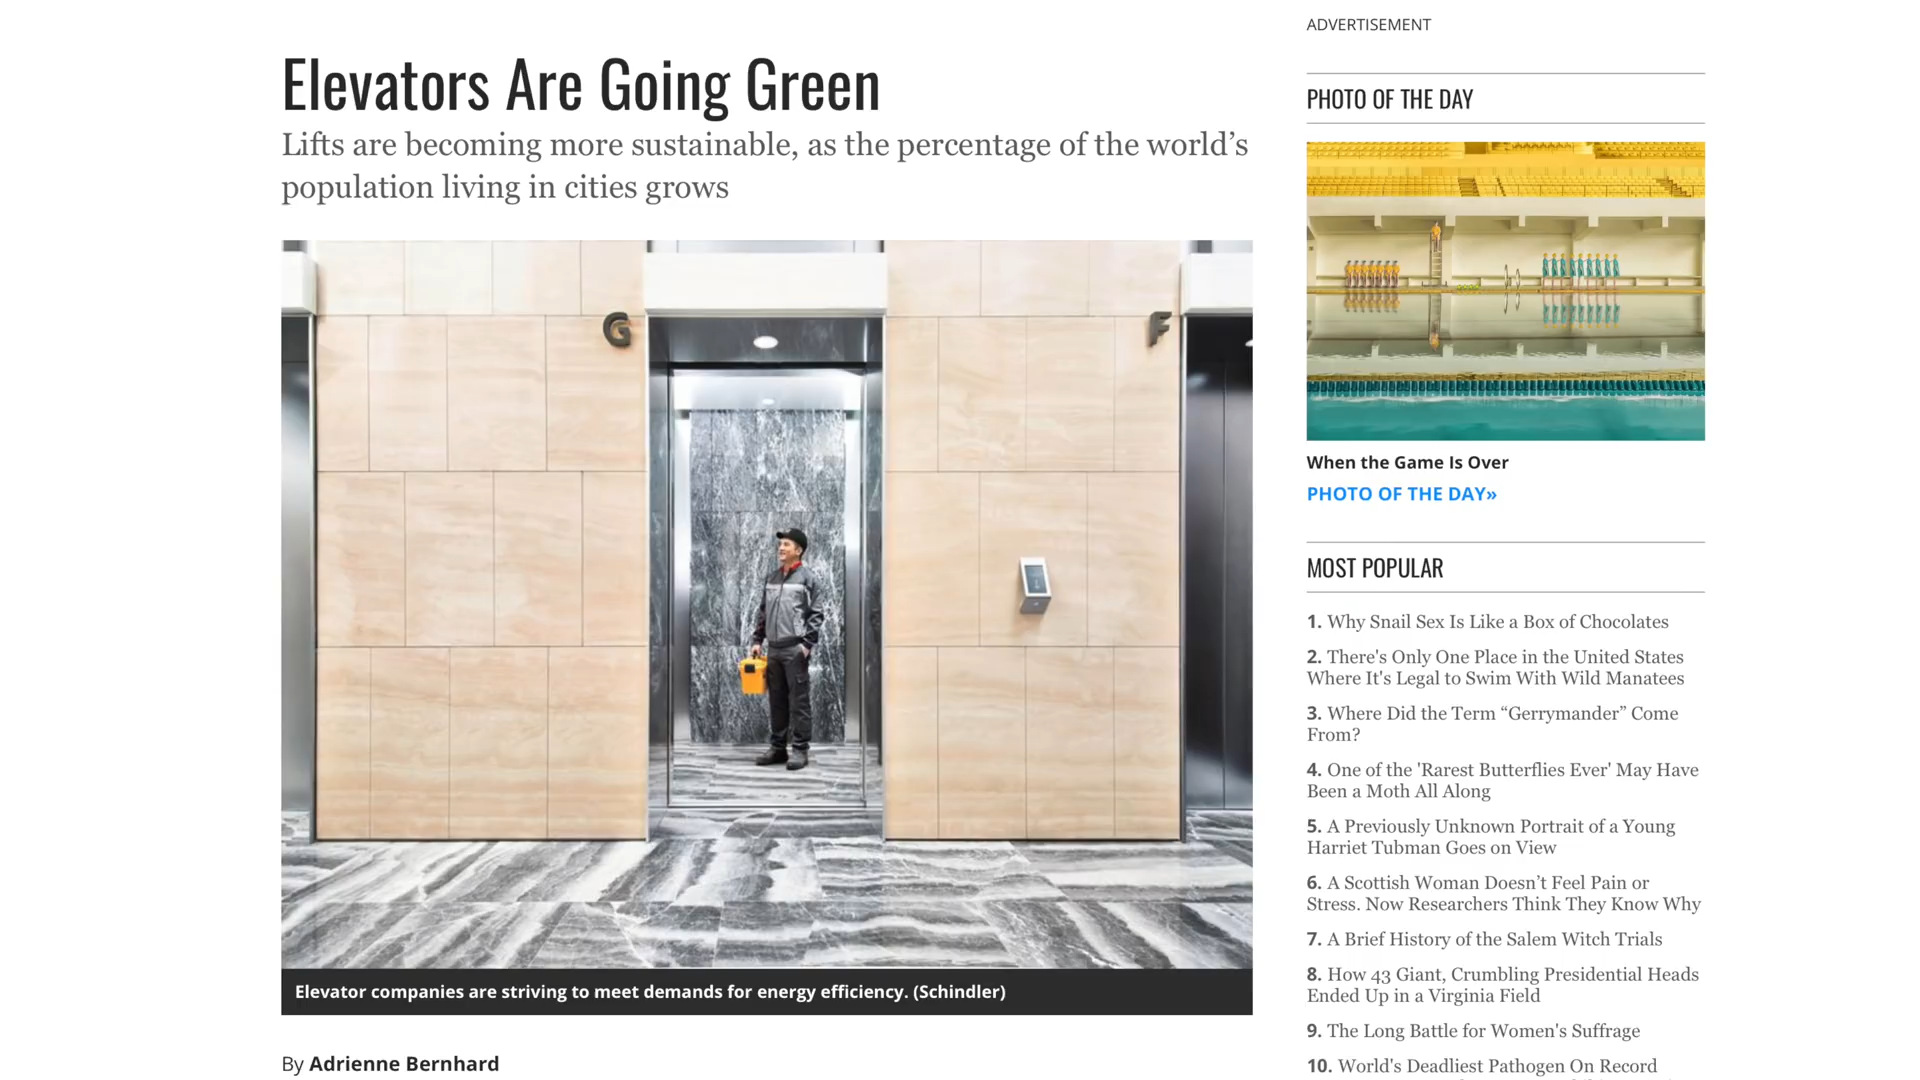 Elevators Are Going Green
Lifts are becoming more sustainable, as the percentage of the world’s
population living in cities grows
G
F
Elevator companies are striving to meet demands for energy efficiency. (Schindler)
By Adrienne Bernhard
ADVERTISEMENT
PHOTO OF THE DAY
When the Game Is Over
PHOTO OF THE DAY»
MOST POPULAR
1. Why Snail Sex Is Like a Box of Chocolates
2. There's Only One Place in the United States
Where It's Legal to Swim With Wild Manatees
3. Where Did the Term “Gerrymander” Come
From?
4. One of the 'Rarest Butterflies Ever' May Have
Been a Moth All Along
5. A Previously Unknown Portrait of a Young
Harriet Tubman Goes on View
6. A Scottish Woman Doesn’t Feel Pain or
Stress. Now Researchers Think They Know Why
7. A Brief History of the Salem Witch Trials
8. How 43 Giant, Crumbling Presidential Heads
Ended Up in a Virginia Field
9. The Long Battle for Women's Suffrage
10. World's Deadliest Pathogen On Record